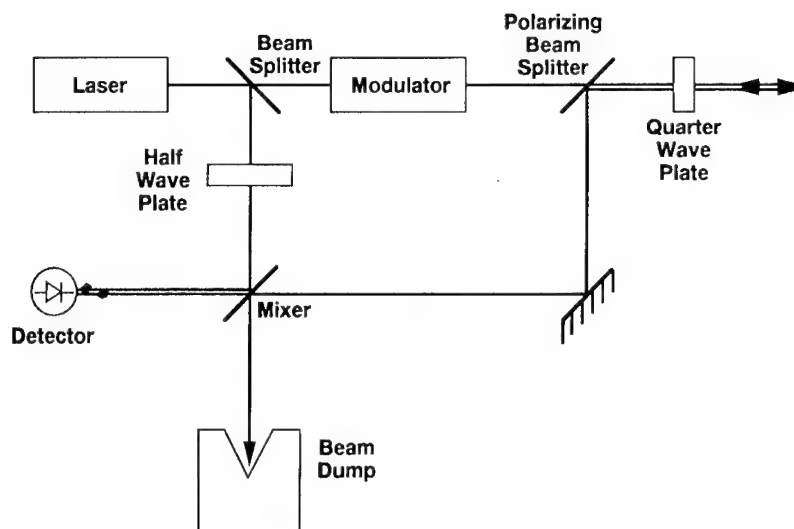 Laser
Beam
Splitter
Modulator
Polarizing
Beam
Splitter
Quarter
Wave
Plate
Half
Wave
Plate
Detector
Mixer
Beam
Dump